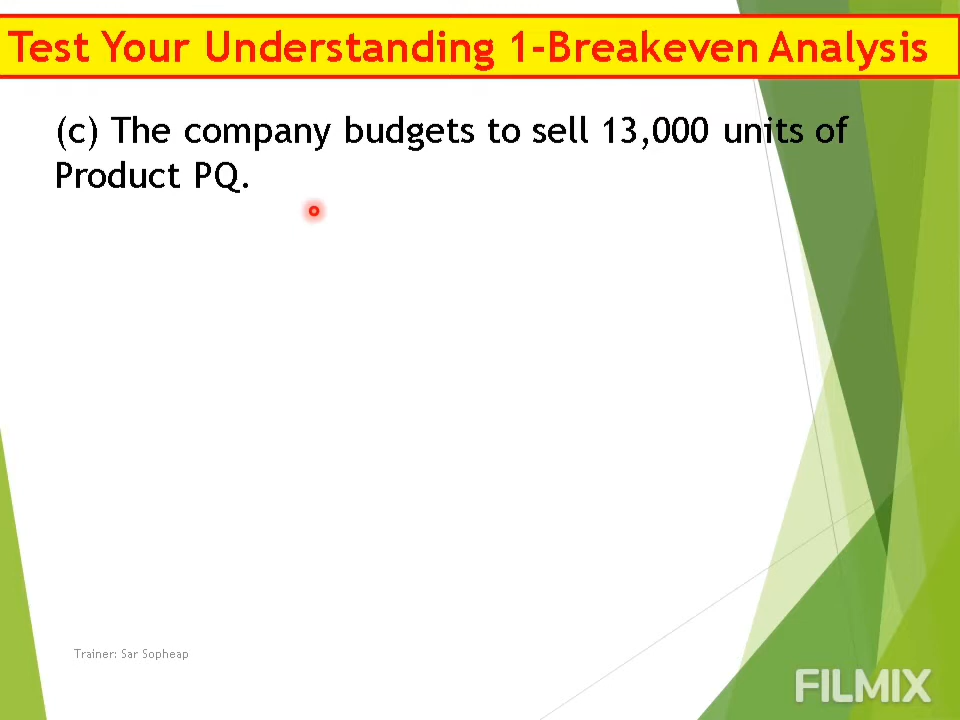 Test Your Understanding 1-Breakeven Analysis
(c) The company budgets to sell 13,000 units of
Product PQ.
Trainer: Sar Sopheap
FILMIX